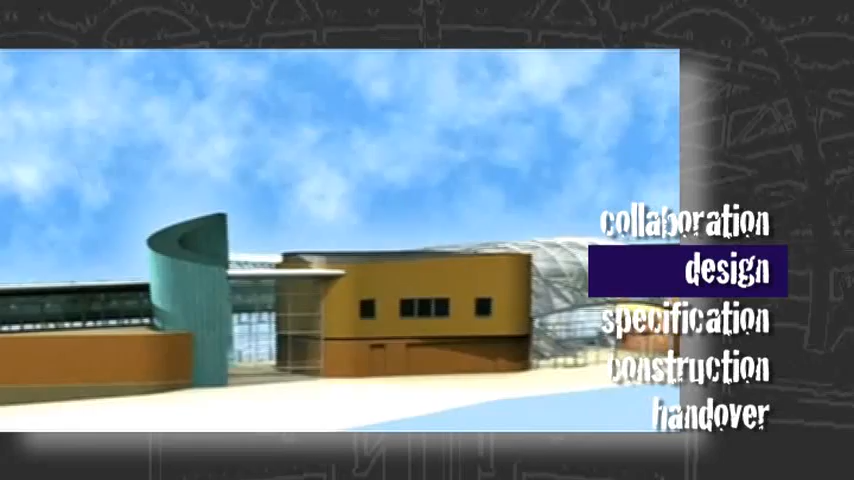 collaboration
design
specification
construction
handover